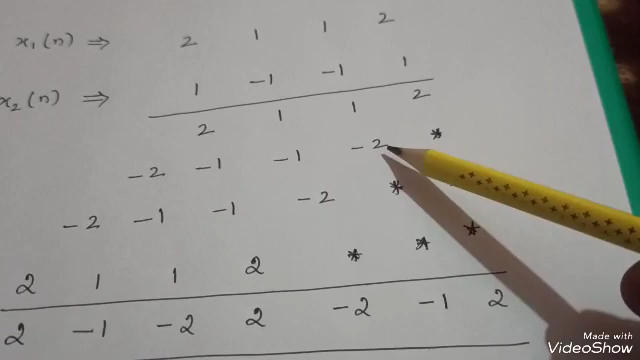 x₁(n) ⇒ 2 1 1 2
x₂(n) ⇒ 1 -1 -1 1
2 1 1 2
-2 -1 -1 -2 *
-2 -1 -1 -2 *
2 1 1 2 * * *
2 -1 -2 2 -2 -1 2
Made with
VideoShow